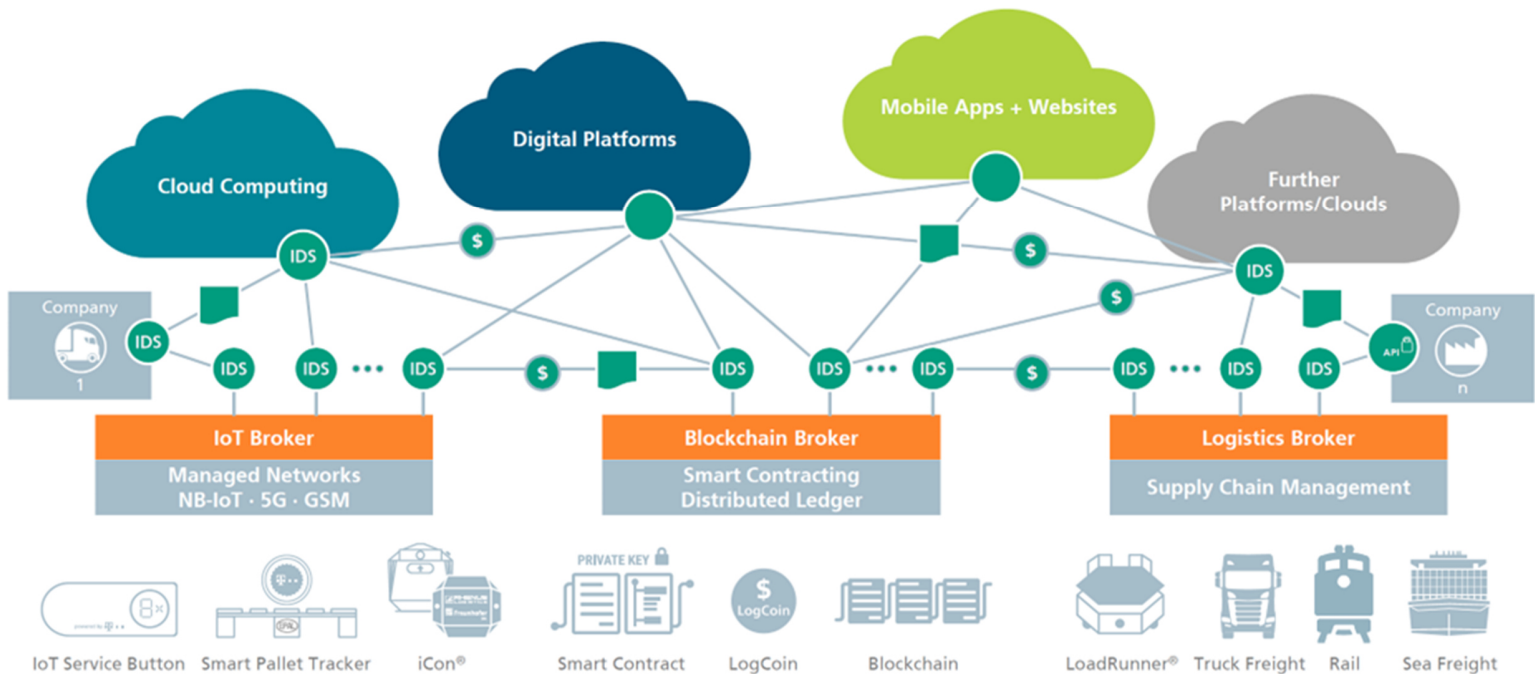 Mobile Apps + Websites
Digital Platforms
Cloud Computing
Further
Platforms/Clouds
$
IDS
$
IDS
$
Company
1
IDS
Company
n
API
IDS
IDS
IDS
$
IDS
IDS
IDS
$
IDS
IDS
IDS
IoT Broker
Blockchain Broker
Logistics Broker
Managed Networks
NB-IoT · 5G · GSM
Smart Contracting
Distributed Ledger
Supply Chain Management
PRIVATE KEY
$
LogCoin
powered by T
IoT Service Button
Smart Pallet Tracker
iCon®
Smart Contract
LogCoin
Blockchain
LoadRunner®
Truck Freight
Rail
Sea Freight